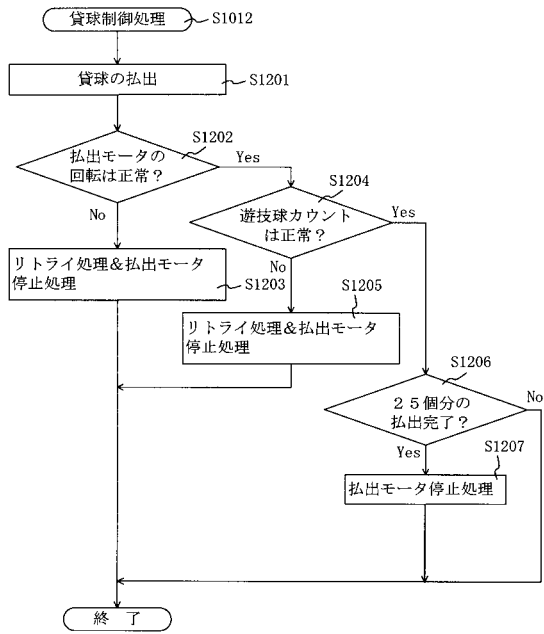 貸球制御処理
S1012
貸球の払出
S1201
払出モータの
回転は正常？
S1202
Yes
No
遊技球カウント
は正常？
S1204
Yes
No
リトライ処理＆払出モータ
停止処理
S1203
リトライ処理＆払出モータ
停止処理
S1205
２５個分の
払出完了？
S1206
No
Yes
払出モータ停止処理
S1207
終　了